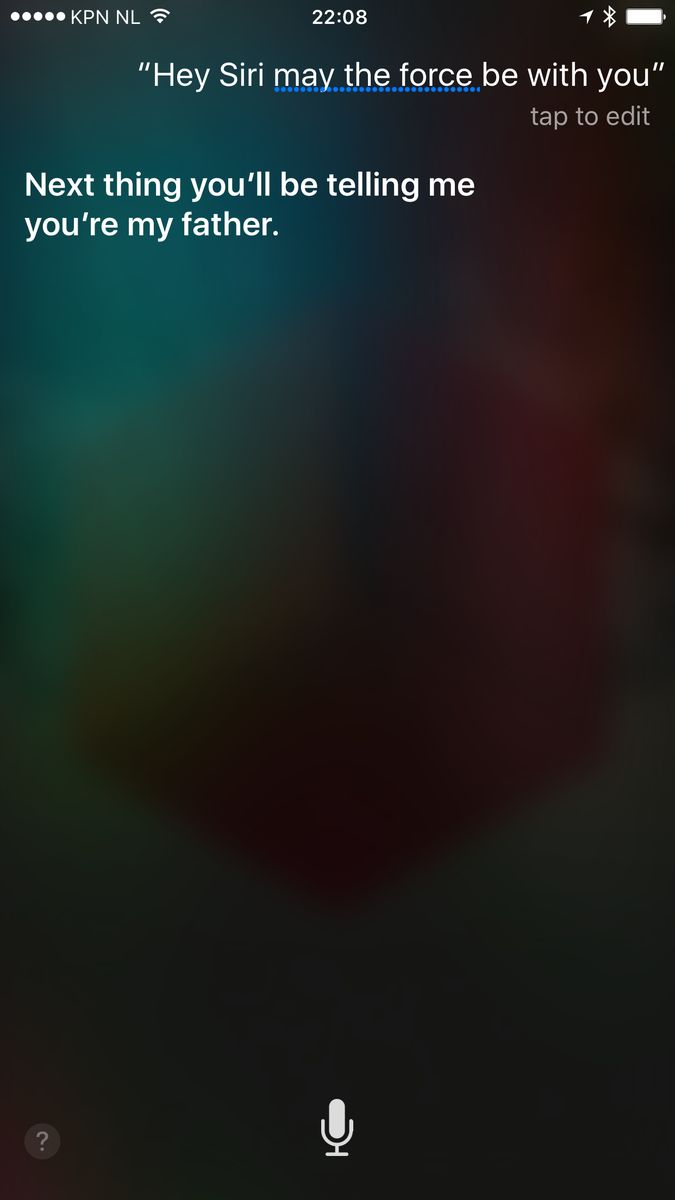 KPN NL 22:08
“Hey Siri may the force be with you”
tap to edit
Next thing you’ll be telling me
you’re my father.
?